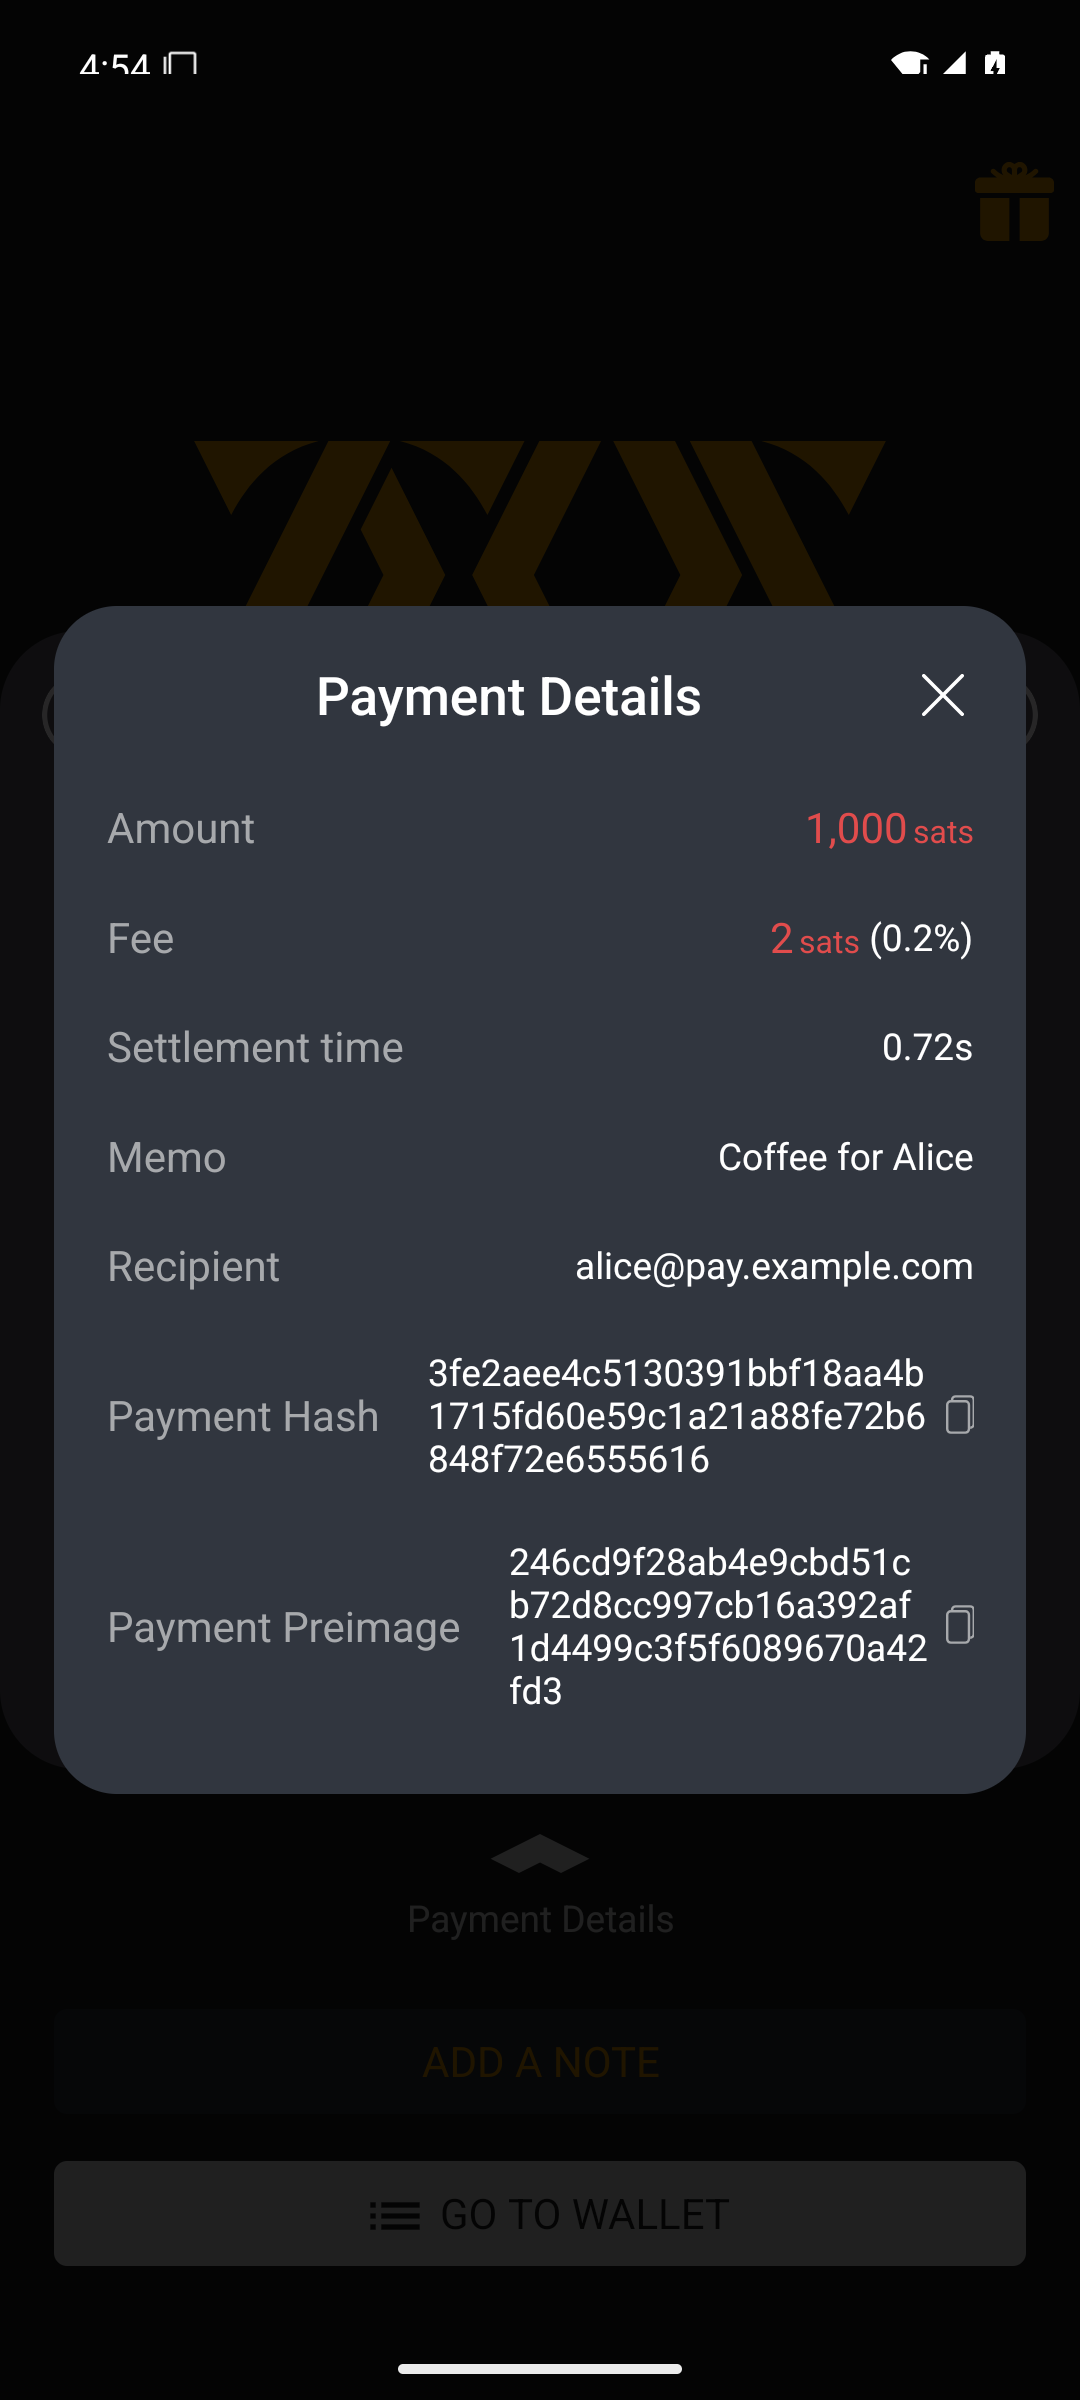 4:54
Payment Details
Amount 1,000 sats
Fee 2 sats (0.2%)
Settlement time 0.72s
Memo Coffee for Alice
Recipient alice@pay.example.com
Payment Hash
3fe2aee4c5130391bbf18aa4b
1715fd60e59c1a21a88fe72b6
848f72e6555616
Payment Preimage
246cd9f28ab4e9cbd51c
b72d8cc997cb16a392af
1d4499c3f5f6089670a42
fd3
Payment Details
ADD A NOTE
GO TO WALLET